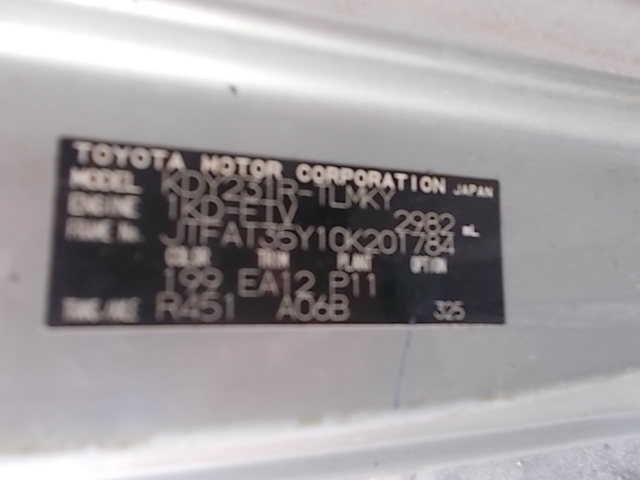 TOYOTA MOTOR CORPORATION JAPAN
MODEL KDY231R-TLMKY
ENGINE 1KD-FTV 2982 mL
FRAME No. JTFAT35Y10K201784
COLOR TRIM PLANT OPTION
199 EA12 P11
TRANS/AXLE R451 A06B 325